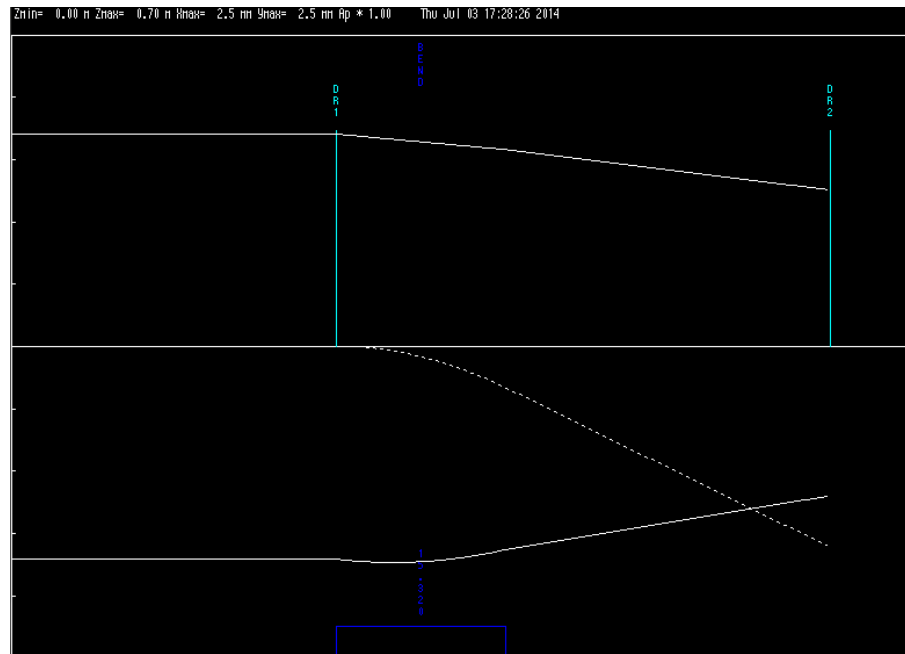 Zmin= 0.00 m Zmax= 0.70 m Xmax= 2.5 mm Ymax= 2.5 mm Ap * 1.00 Thu Jul 03 17:28:26 2014
BEND
DR1
DR2